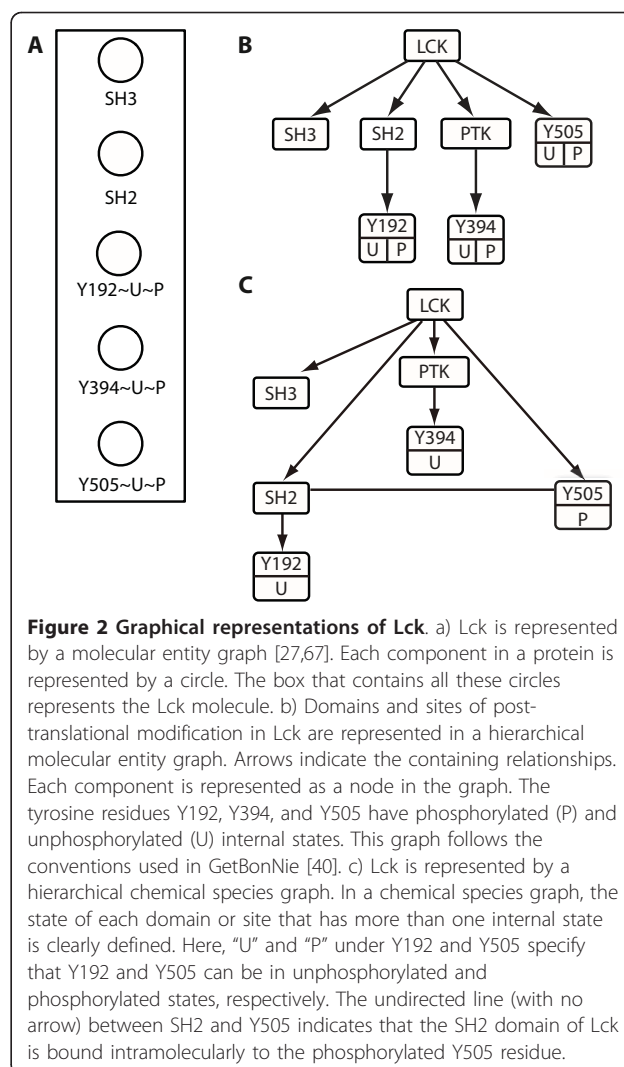 A
SH3
SH2
Y192~U~P
Y394~U~P
Y505~U~P
B
LCK
SH3
SH2
PTK
Y505
U P
Y192
U P
Y394
U P
C
LCK
SH3
PTK
Y394
U
SH2
Y505
P
Y192
U
Figure 2 Graphical representations of Lck. a) Lck is represented
by a molecular entity graph [27,67]. Each component in a protein is
represented by a circle. The box that contains all these circles
represents the Lck molecule. b) Domains and sites of post-
translational modification in Lck are represented in a hierarchical
molecular entity graph. Arrows indicate the containing relationships.
Each component is represented as a node in the graph. The
tyrosine residues Y192, Y394, and Y505 have phosphorylated (P) and
unphosphorylated (U) internal states. This graph follows the
conventions used in GetBonNie [40]. c) Lck is represented by a
hierarchical chemical species graph. In a chemical species graph, the
state of each domain or site that has more than one internal state
is clearly defined. Here, "U" and "P" under Y192 and Y505 specify
that Y192 and Y505 can be in unphosphorylated and
phosphorylated states, respectively. The undirected line (with no
arrow) between SH2 and Y505 indicates that the SH2 domain of Lck
is bound intramolecularly to the phosphorylated Y505 residue.